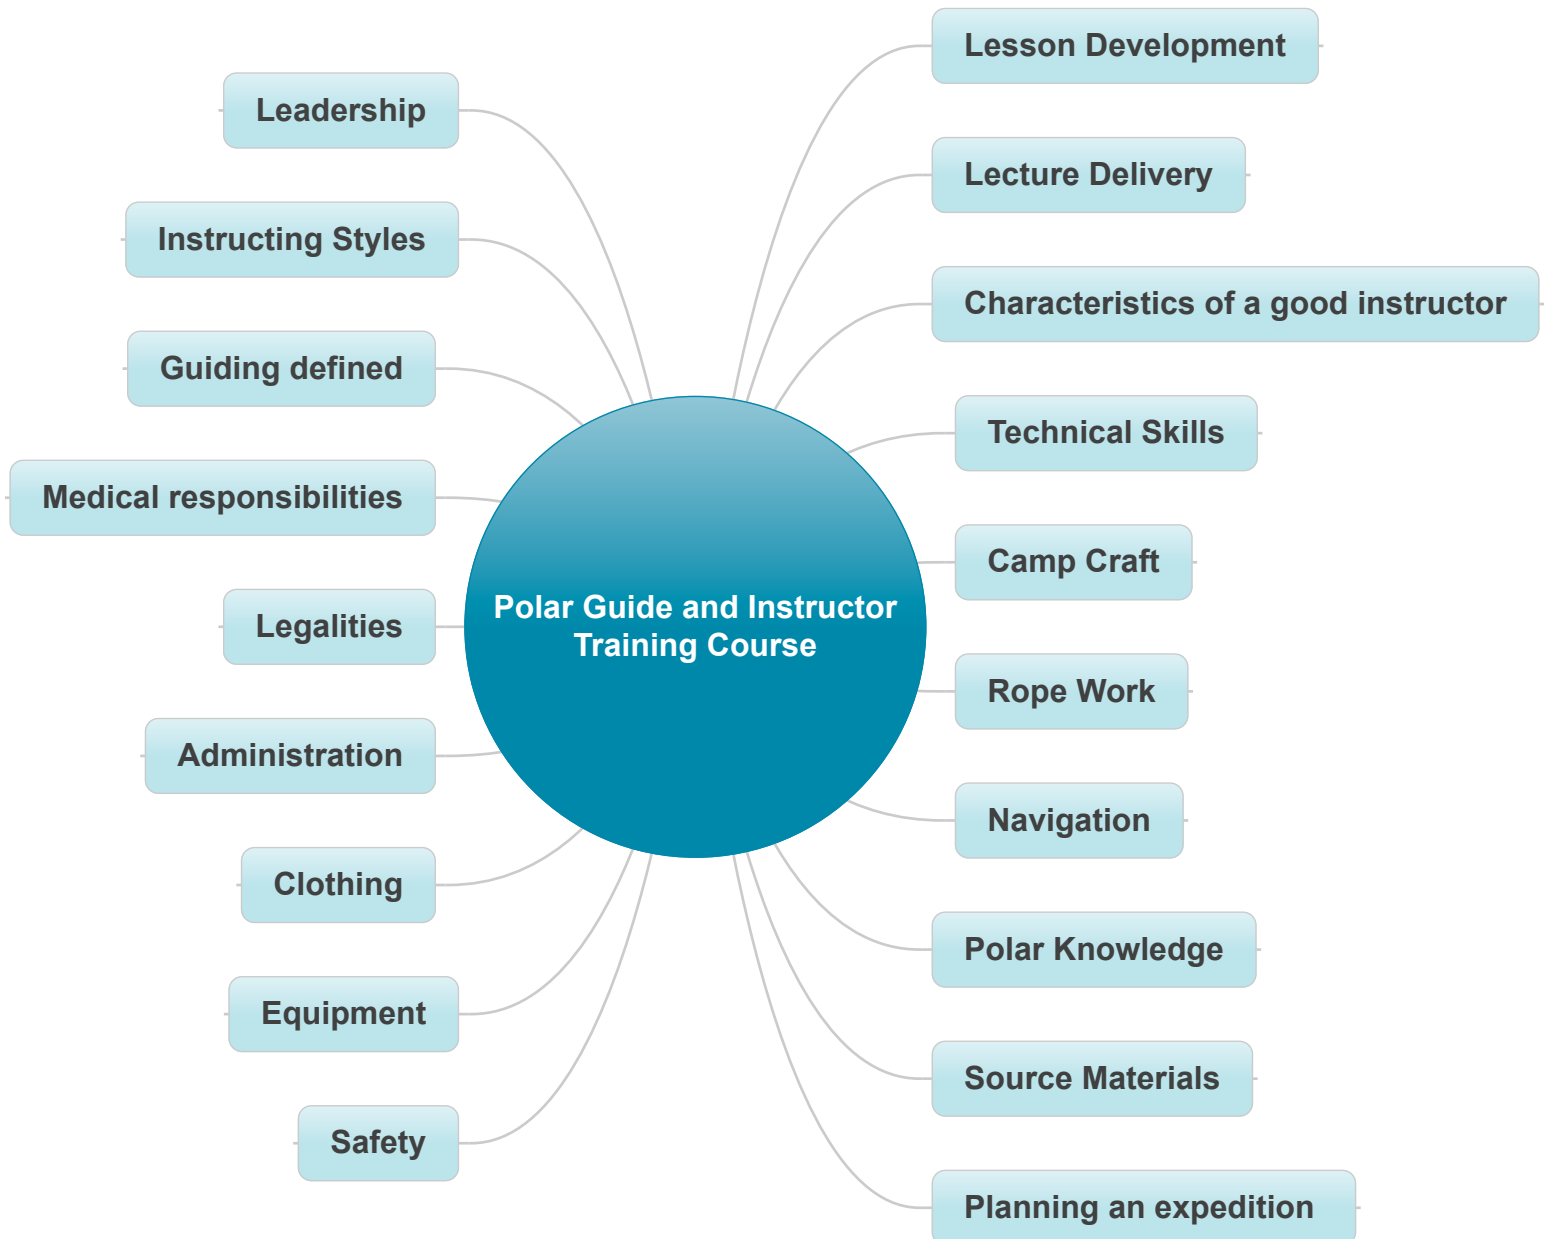 Polar Guide and Instructor
Training Course
Lesson Development
Lecture Delivery
Characteristics of a good instructor
Technical Skills
Camp Craft
Rope Work
Navigation
Polar Knowledge
Source Materials
Planning an expedition
Leadership
Instructing Styles
Guiding defined
Medical responsibilities
Legalities
Administration
Clothing
Equipment
Safety